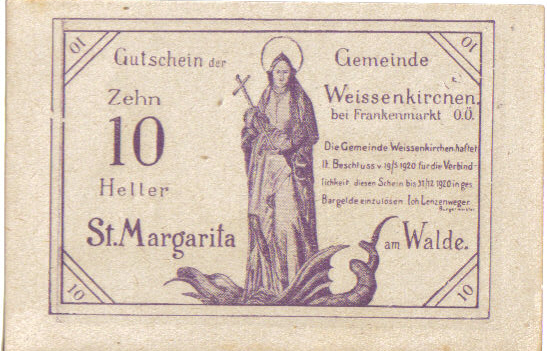 10 10
Gutschein der Gemeinde
Zehn Weissenkirchen.
10 bei Frankenmarkt O.Ö.
Heller
Die Gemeinde Weissenkirchen haftet
lt. Beschluss v. 19/5 1920 für die Verbind-
lichkeit, diesen Schein bis 31/12 1920 in ges.
Bargelde einzulösen. Joh. Lenzenweger.
Bürgermeister
St. Margarita am Walde.
10 10